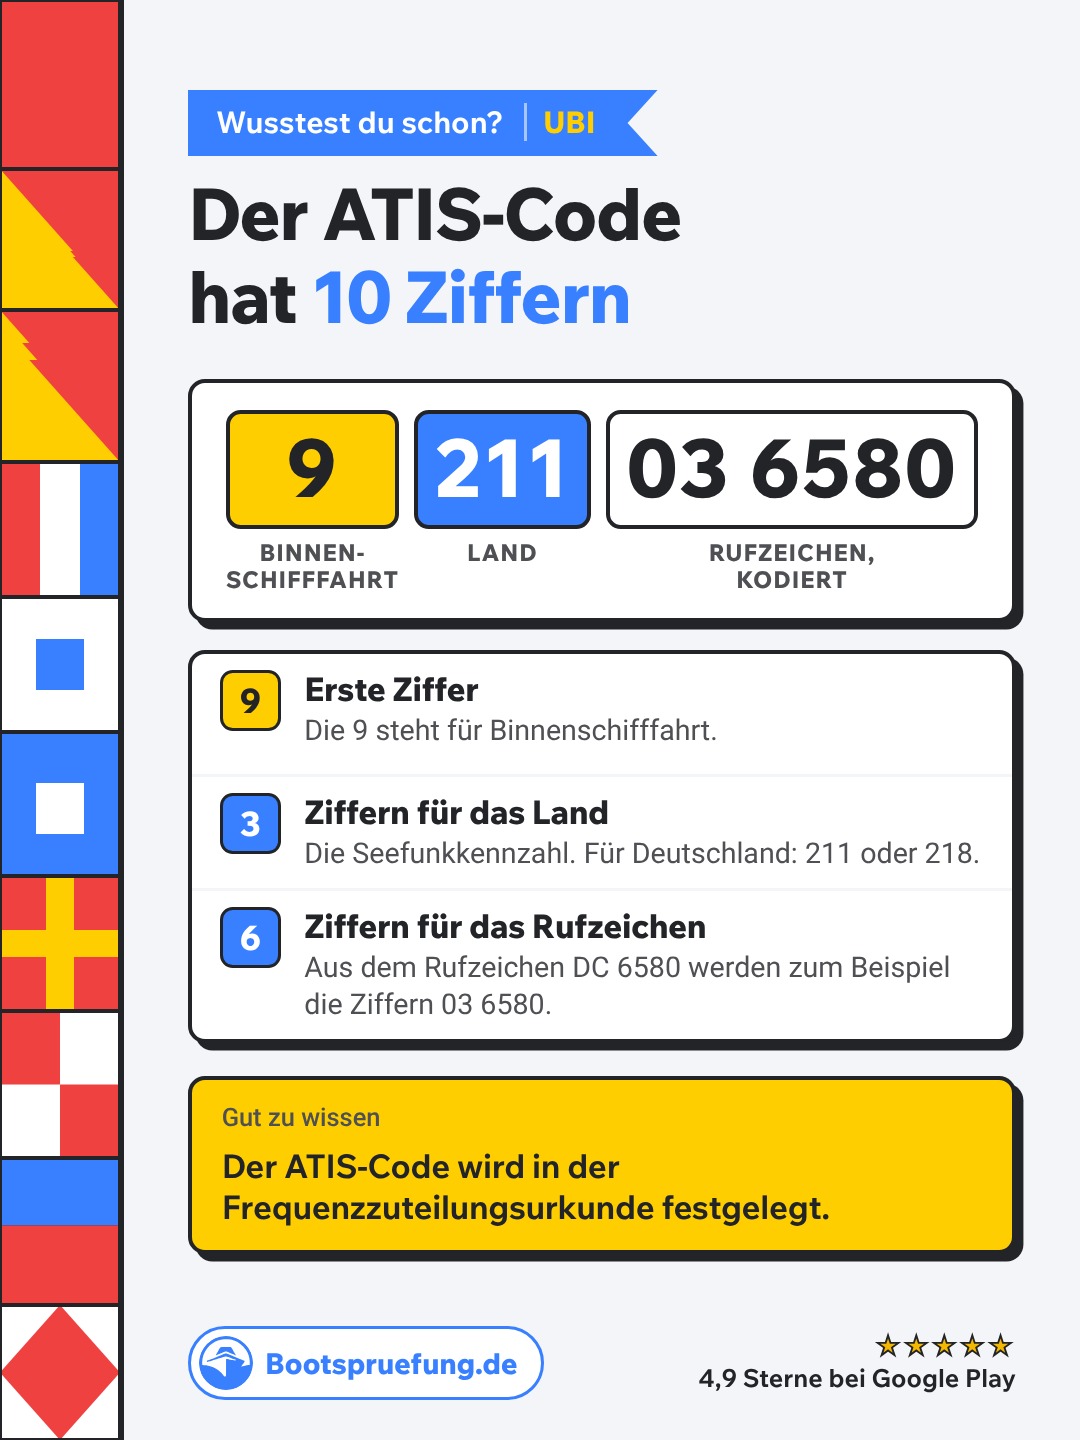 Wusstest du schon? | UBI
Der ATIS-Code
hat 10 Ziffern
9 211 03 6580
BINNEN-
SCHIFFFAHRT
LAND
RUFZEICHEN,
KODIERT
9
Erste Ziffer
Die 9 steht für Binnenschifffahrt.
3
Ziffern für das Land
Die Seefunkkennzahl. Für Deutschland: 211 oder 218.
6
Ziffern für das Rufzeichen
Aus dem Rufzeichen DC 6580 werden zum Beispiel
die Ziffern 03 6580.
Gut zu wissen
Der ATIS-Code wird in der
Frequenzzuteilungsurkunde festgelegt.
Bootspruefung.de
4,9 Sterne bei Google Play